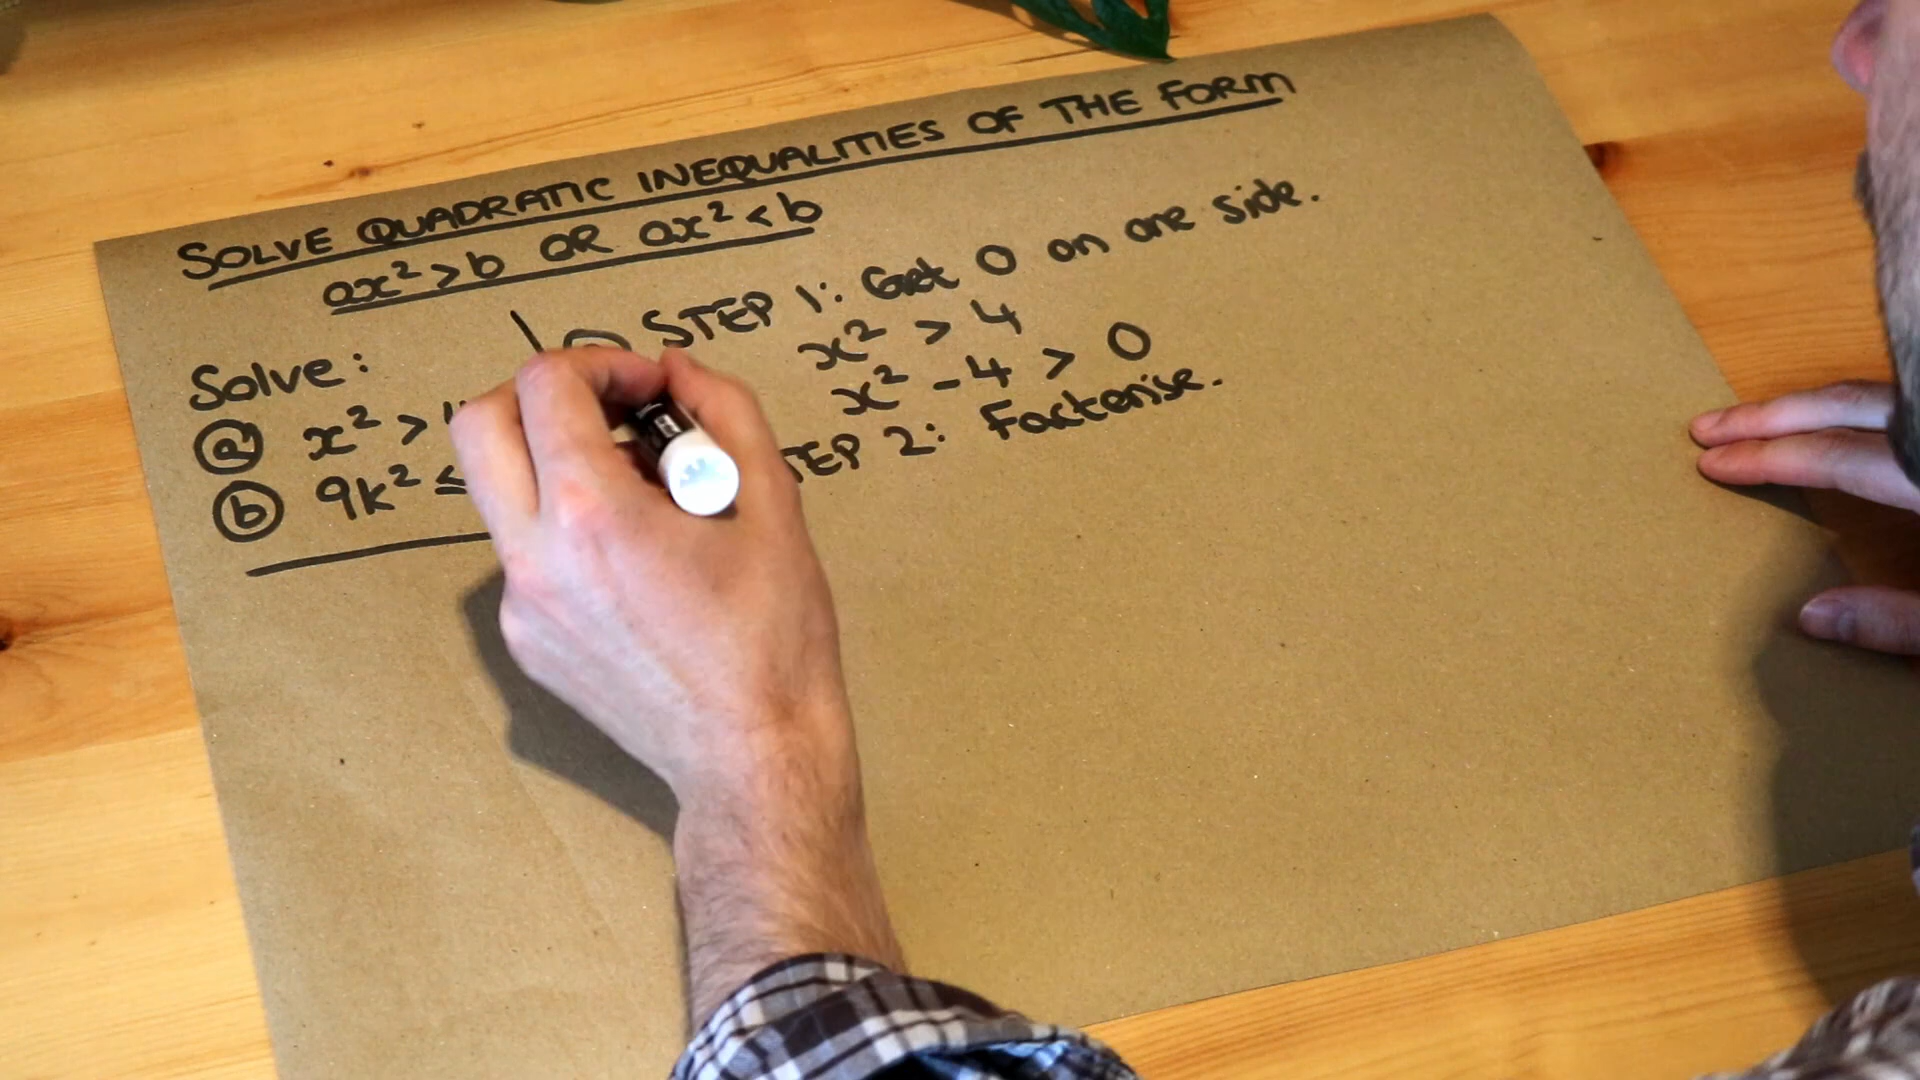 SOLVE QUADRATIC INEQUALITIES OF THE FORM
ax² > b OR ax² < b
Solve:
ⓐ x² >
ⓑ 9k² ≤
STEP 1: Get 0 on one side.
x² > 4
x² - 4 > 0
2: Factorise.